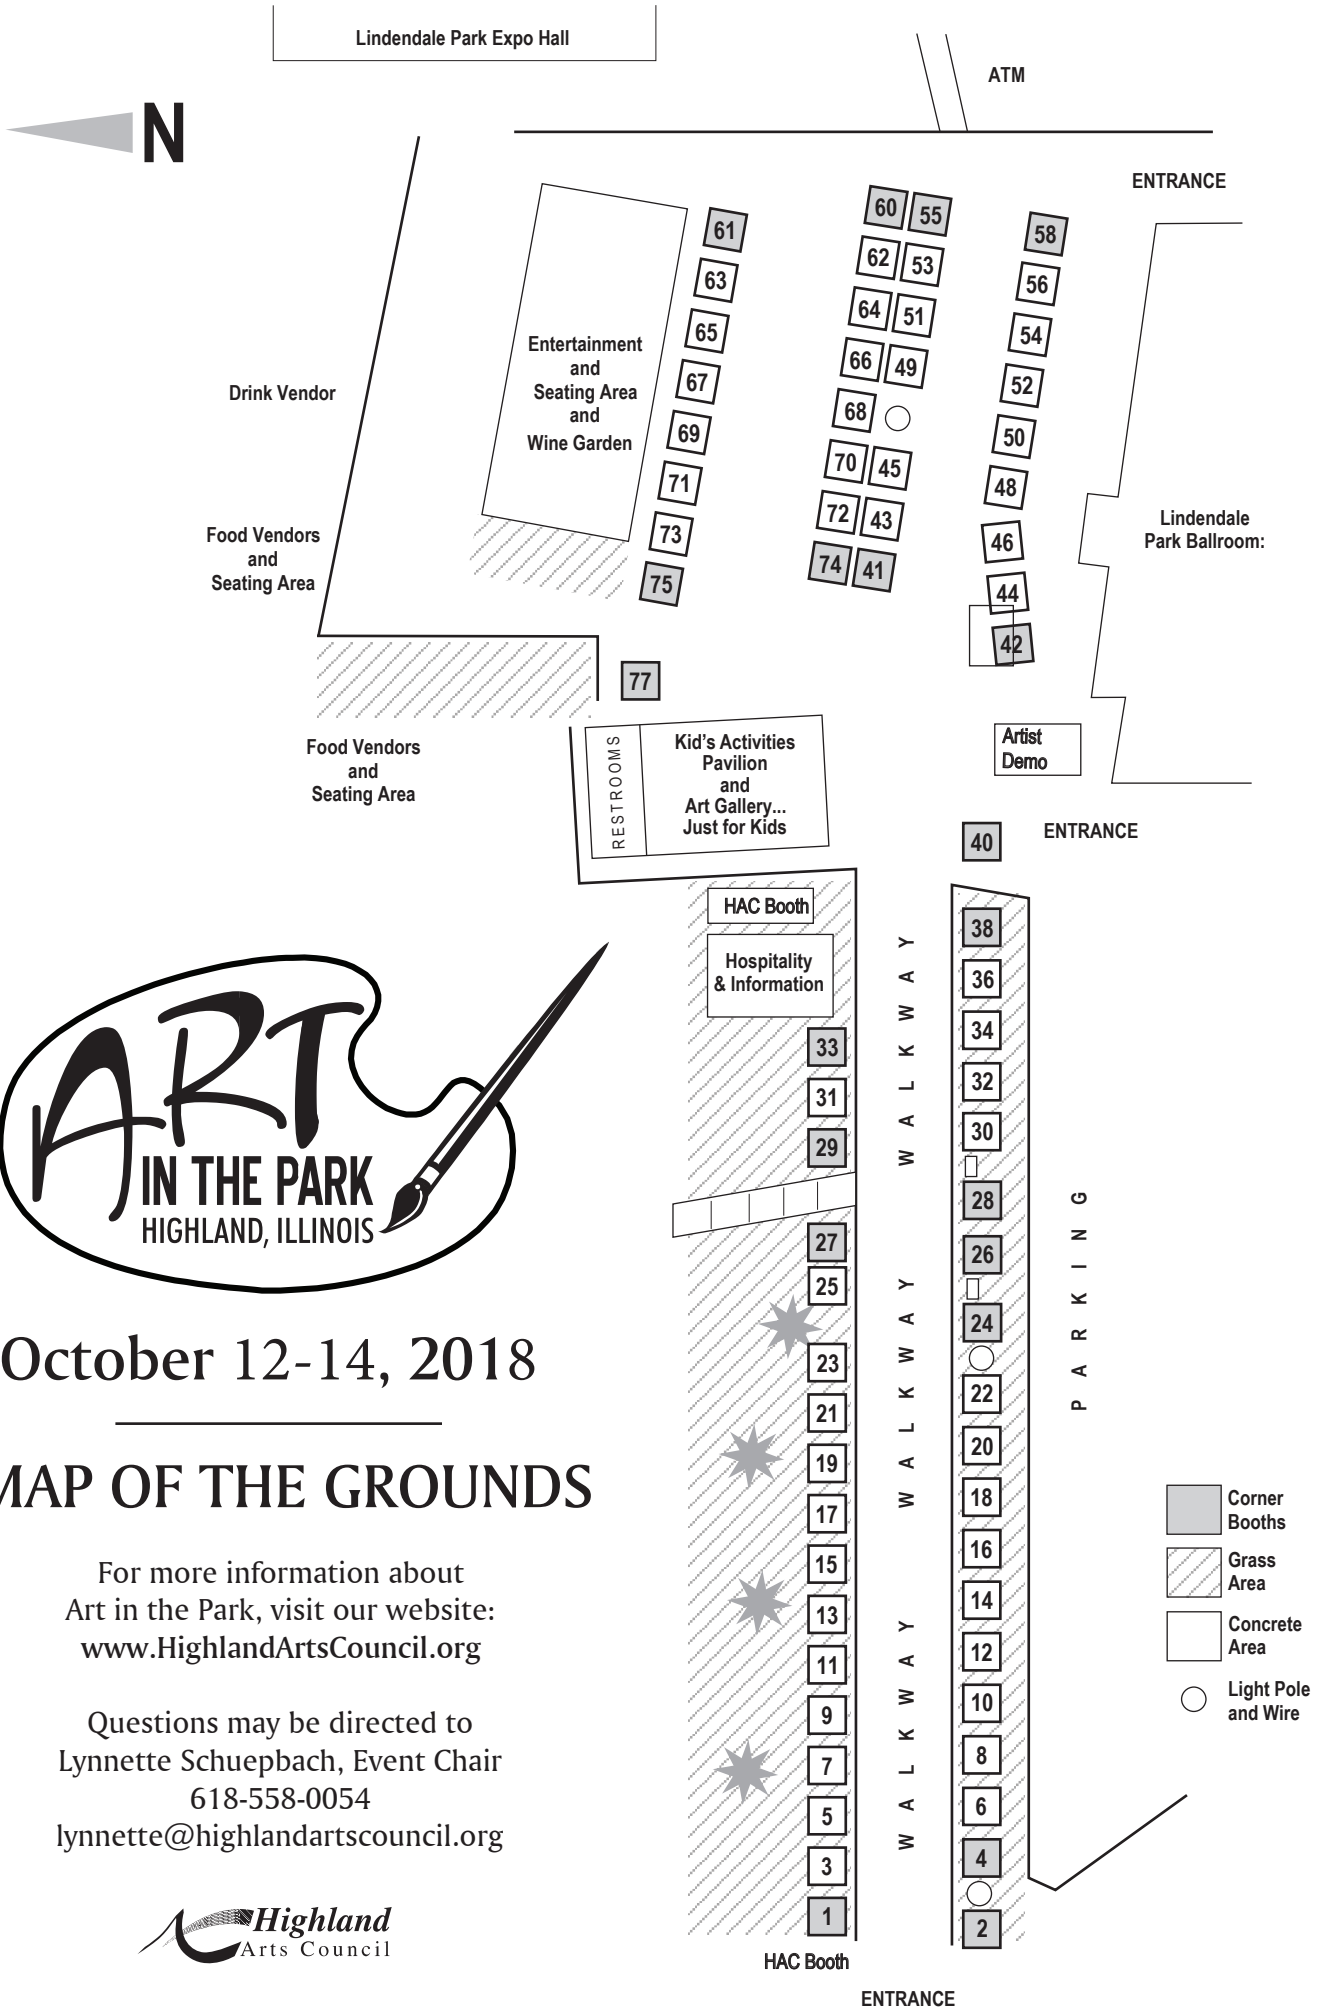 Lindendale Park Expo Hall
ATM
N
ENTRANCE
60 55
61
58
62 53
63
56
64 51
65
54
Entertainment
and
Seating Area
and
Wine Garden
66 49
67
52
Drink Vendor
68
69
50
70 45
71
48
72 43
73
46
Lindendale
Park Ballroom:
Food Vendors
and
Seating Area
74 41
75
44
42
77
RESTROOMS
Kid's Activities
Pavilion
and
Art Gallery...
Just for Kids
Artist
Demo
Food Vendors
and
Seating Area
40
ENTRANCE
HAC Booth
38
Hospitality
& Information
36
WALKWAY
33
34
31
32
29
30
28
27
26
25
24
WALKWAY
PARKING
23
22
21
20
19
18
17
16
15
14
13
12
11
10
9
8
7
6
5
4
3
WALKWAY
1
2
HAC Booth
ENTRANCE
ART
IN THE PARK
HIGHLAND, ILLINOIS
October 12-14, 2018
MAP OF THE GROUNDS
For more information about
Art in the Park, visit our website:
www.HighlandArtsCouncil.org
Questions may be directed to
Lynnette Schuepbach, Event Chair
618-558-0054
lynnette@highlandartscouncil.org
Highland
Arts Council
Corner
Booths
Grass
Area
Concrete
Area
Light Pole
and Wire